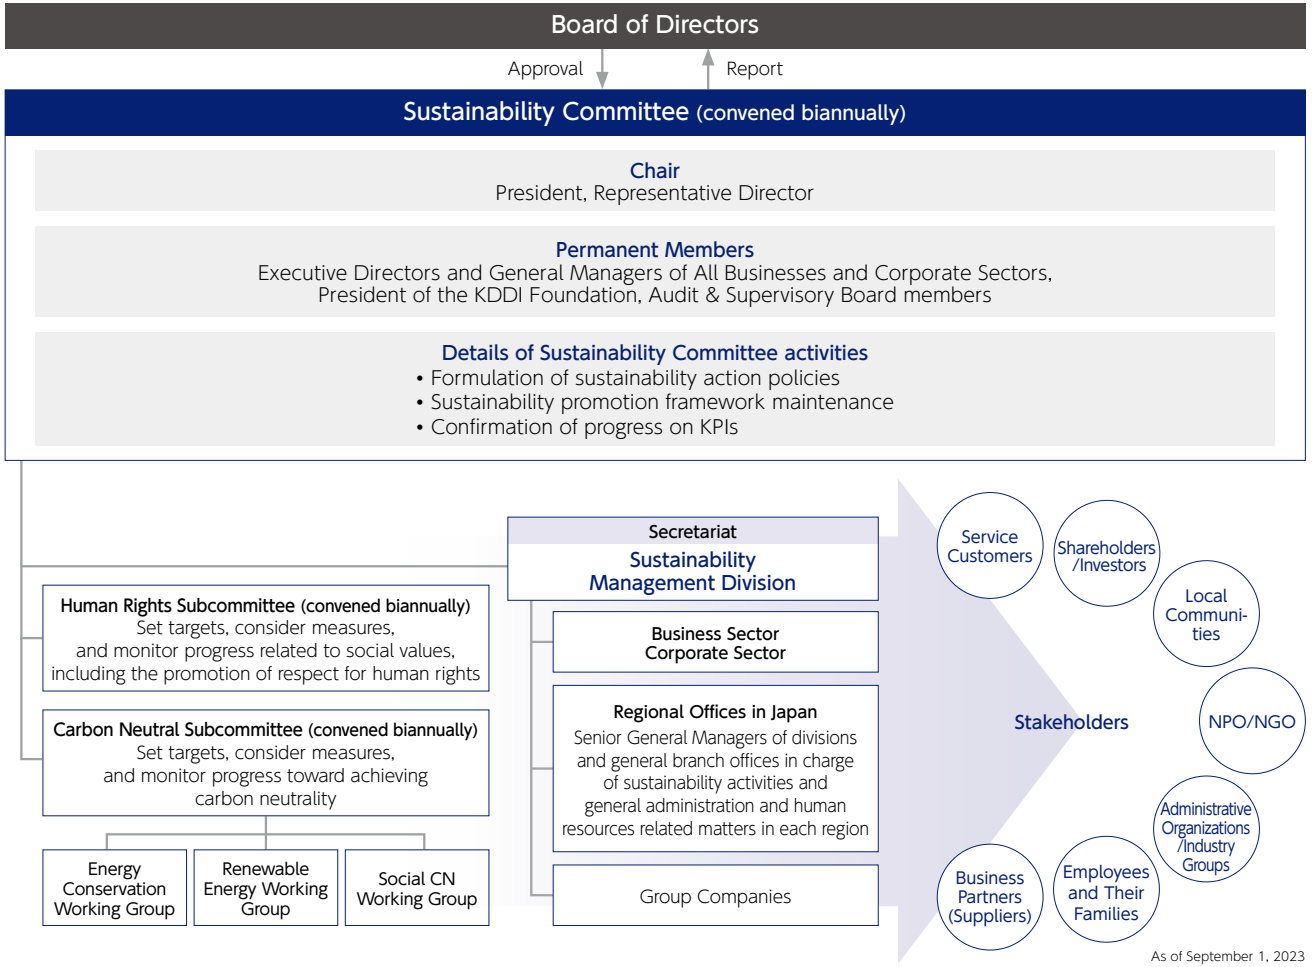 Board of Directors
Approval
Report
Sustainability Committee (convened biannually)
Chair
President, Representative Director
Permanent Members
Executive Directors and General Managers of All Businesses and Corporate Sectors,
President of the KDDI Foundation, Audit & Supervisory Board members
Details of Sustainability Committee activities
• Formulation of sustainability action policies
• Sustainability promotion framework maintenance
• Confirmation of progress on KPIs
Human Rights Subcommittee (convened biannually)
Set targets, consider measures,
and monitor progress related to social values,
including the promotion of respect for human rights
Carbon Neutral Subcommittee (convened biannually)
Set targets, consider measures,
and monitor progress toward achieving
carbon neutrality
Energy
Conservation
Working Group
Renewable
Energy Working
Group
Social CN
Working Group
Secretariat
Sustainability
Management Division
Business Sector
Corporate Sector
Regional Offices in Japan
Senior General Managers of divisions
and general branch offices in charge
of sustainability activities and
general administration and human
resources related matters in each region
Group Companies
Stakeholders
Service
Customers
Shareholders
/Investors
Local
Communi-
ties
NPO/NGO
Administrative
Organizations
/Industry
Groups
Employees
and Their
Families
Business
Partners
(Suppliers)
As of September 1, 2023